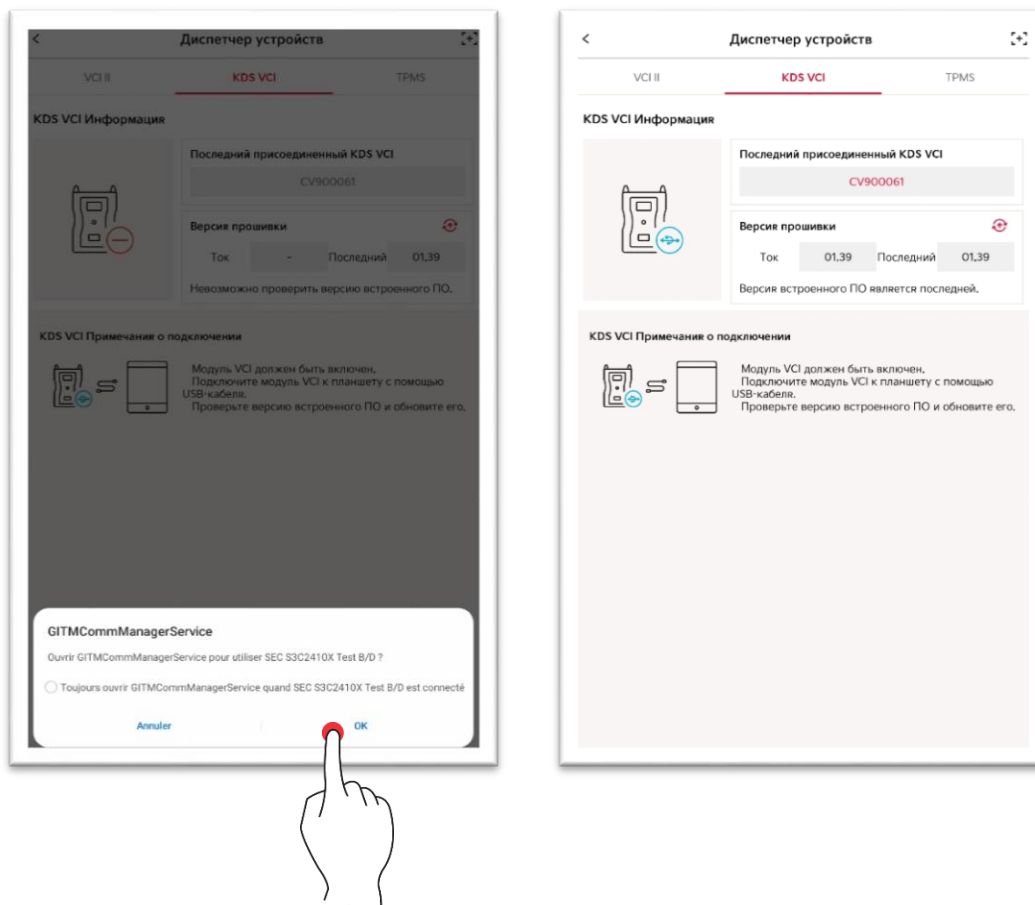 Диспетчер устройств
VCI II
KDS VCI
TPMS
KDS VCI Информация
Последний присоединенный KDS VCI
CV900061
Версия прошивки
Ток - Последний 01,39
Невозможно проверить версию встроенного ПО.
KDS VCI Примечания о подключении
Модуль VCI должен быть включен.
Подключите модуль VCI к планшету с помощью
USB-кабеля.
Проверьте версию встроенного ПО и обновите его.
GITMCommManagerService
Ouvrir GITMCommManagerService pour utiliser SEC S3C2410X Test B/D ?
Toujours ouvrir GITMCommManagerService quand SEC S3C2410X Test B/D est connecté
Annuler
OK
Диспетчер устройств
VCI II
KDS VCI
TPMS
KDS VCI Информация
Последний присоединенный KDS VCI
CV900061
Версия прошивки
Ток 01,39 Последний 01,39
Версия встроенного ПО является последней.
KDS VCI Примечания о подключении
Модуль VCI должен быть включен.
Подключите модуль VCI к планшету с помощью
USB-кабеля.
Проверьте версию встроенного ПО и обновите его.